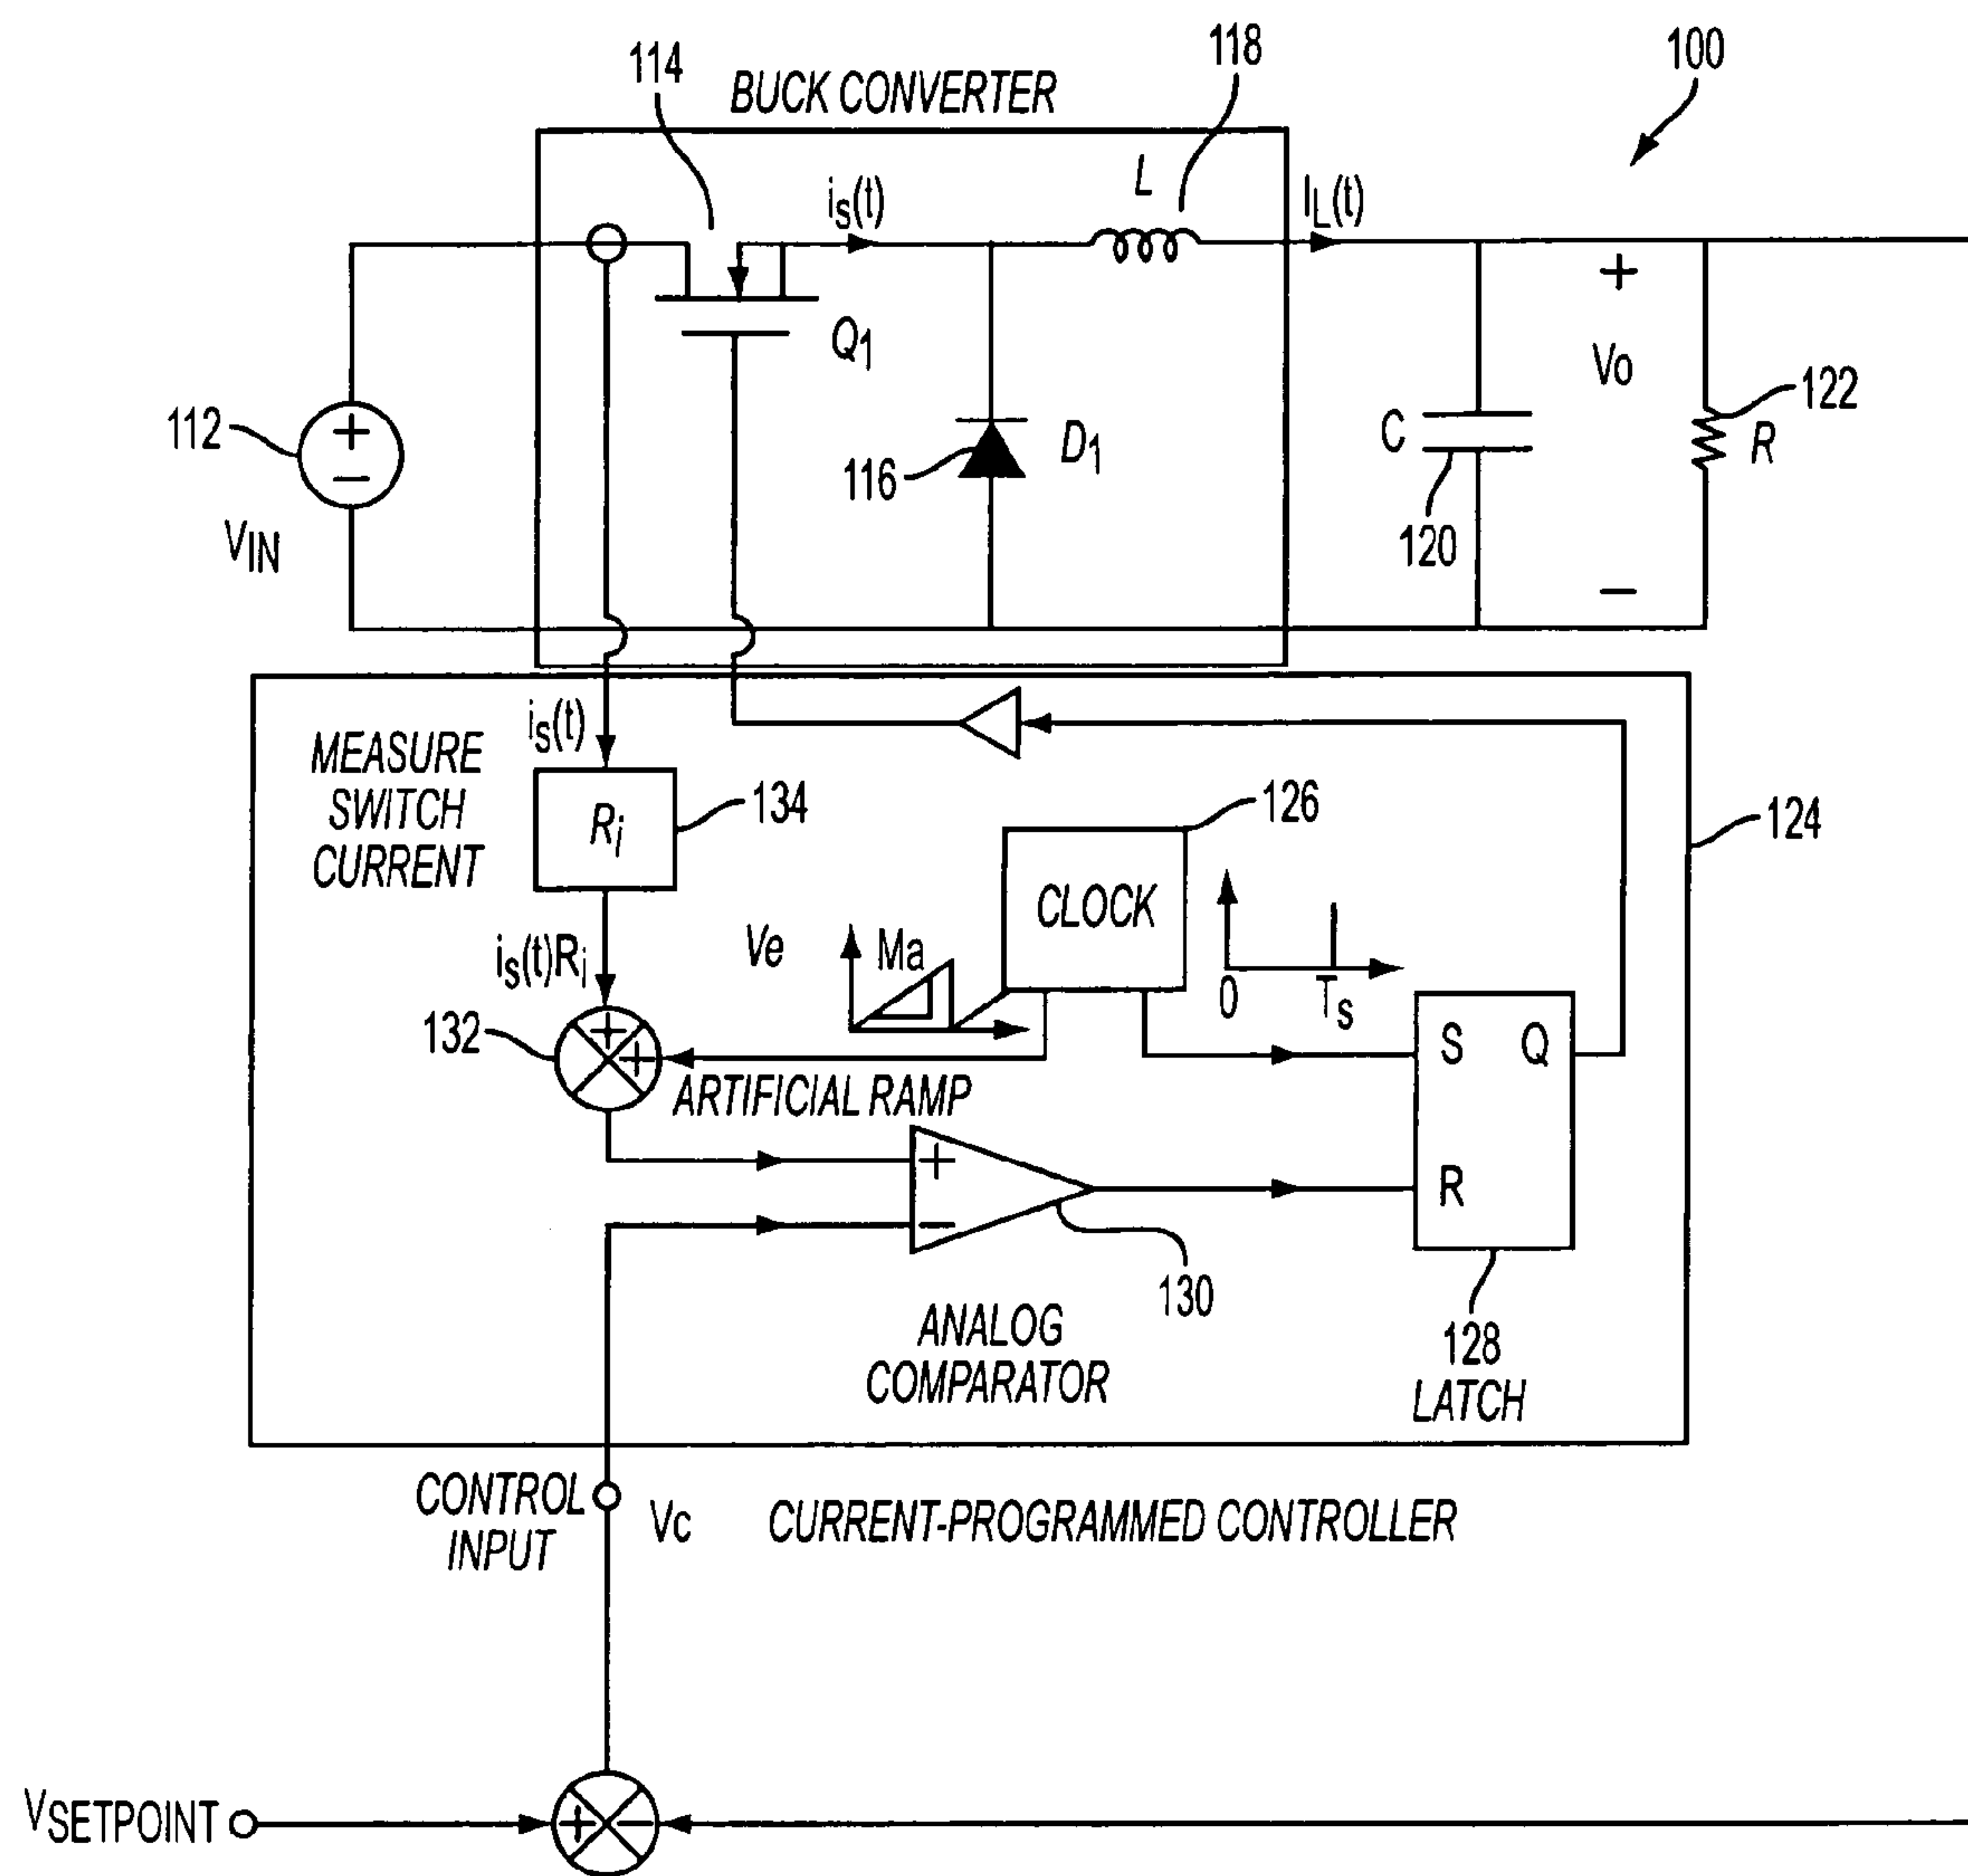 118
100
114
BUCK CONVERTER
L
is(t)
IL(t)
+
Q1
Vo
122
112
+
−
C
R
D1
116
VIN
120
−
is(t)
MEASURE
SWITCH
CURRENT
134
126
124
Ri
CLOCK
Ve
Ma
is(t)Ri
0
Ts
132
+
+
S
Q
ARTIFICIAL RAMP
+
R
−
130
ANALOG
COMPARATOR
128
LATCH
CONTROL
INPUT
Vc
CURRENT-PROGRAMMED CONTROLLER
VSETPOINT
+
−